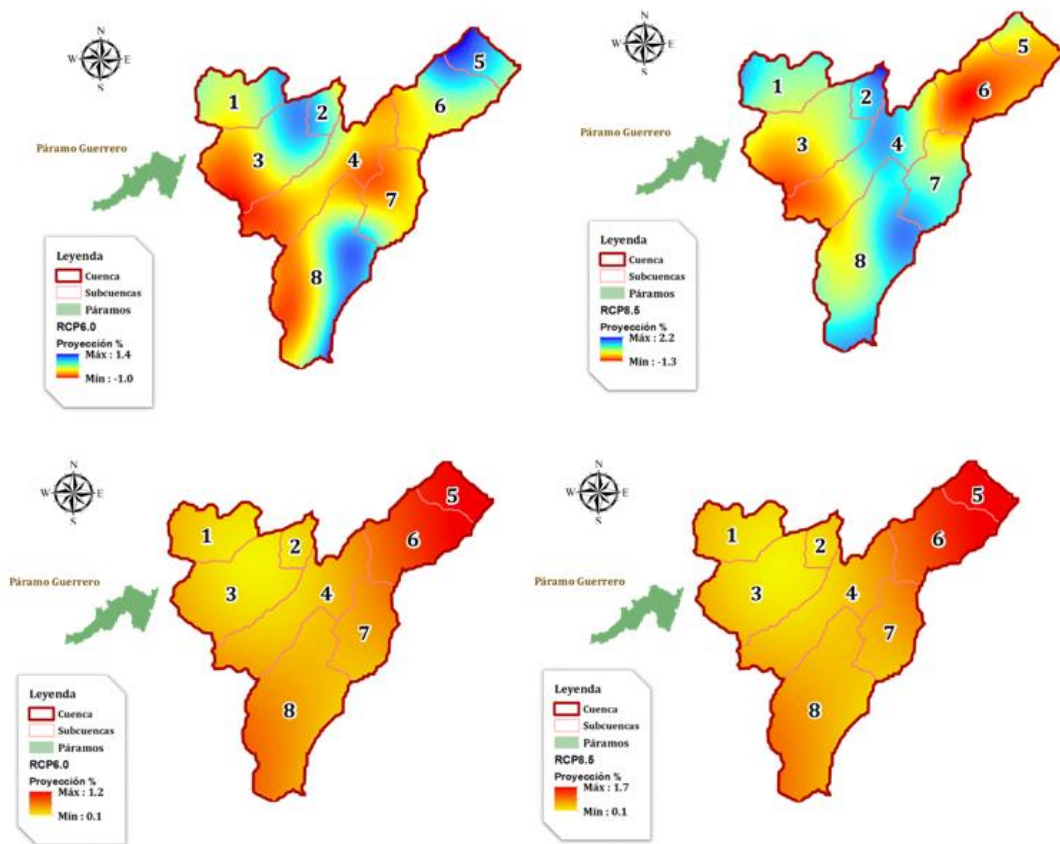 N
W E
S
1
2
3
4
5
6
7
8
Páramo Guerrero
Leyenda
Cuenca
Subcuencas
Páramos
RCP6.0
Proyección %
Máx : 1.4
Mín : -1.0
N
W E
S
1
2
3
4
5
6
7
8
Páramo Guerrero
Leyenda
Cuenca
Subcuencas
Páramos
RCP8.5
Proyección %
Máx : 2.2
Mín : -1.3
N
W E
S
1
2
3
4
5
6
7
8
Páramo Guerrero
Leyenda
Cuenca
Subcuencas
Páramos
RCP6.0
Proyección %
Máx : 1.2
Mín : 0.1
N
W E
S
1
2
3
4
5
6
7
8
Páramo Guerrero
Leyenda
Cuenca
Subcuencas
Páramos
RCP8.5
Proyección %
Máx : 1.7
Mín : 0.1